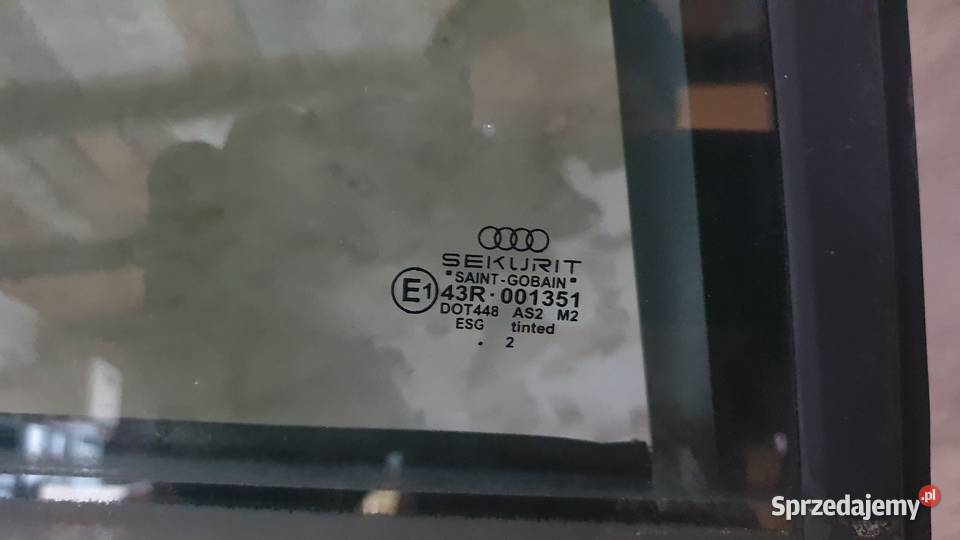 SEKURIT
"SAINT-GOBAIN"
E1 43R·001351
DOT448 AS2 M2
ESG tinted
. 2
Sprzedajemy.pl